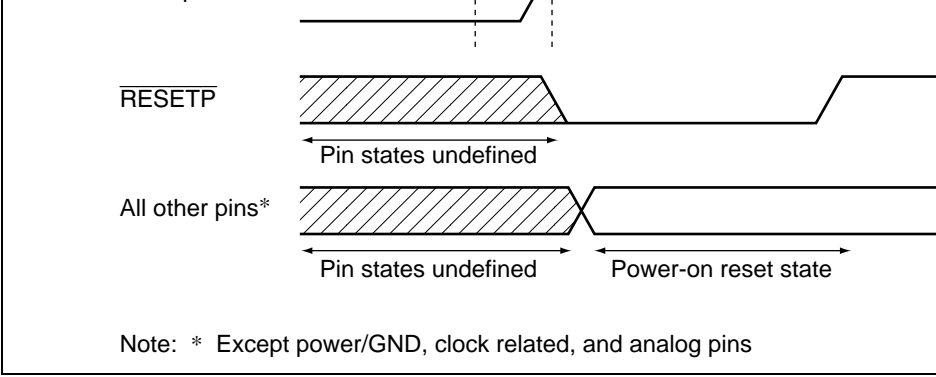 RESETP
Pin states undefined
All other pins*
Pin states undefined
Power-on reset state
Note: * Except power/GND, clock related, and analog pins